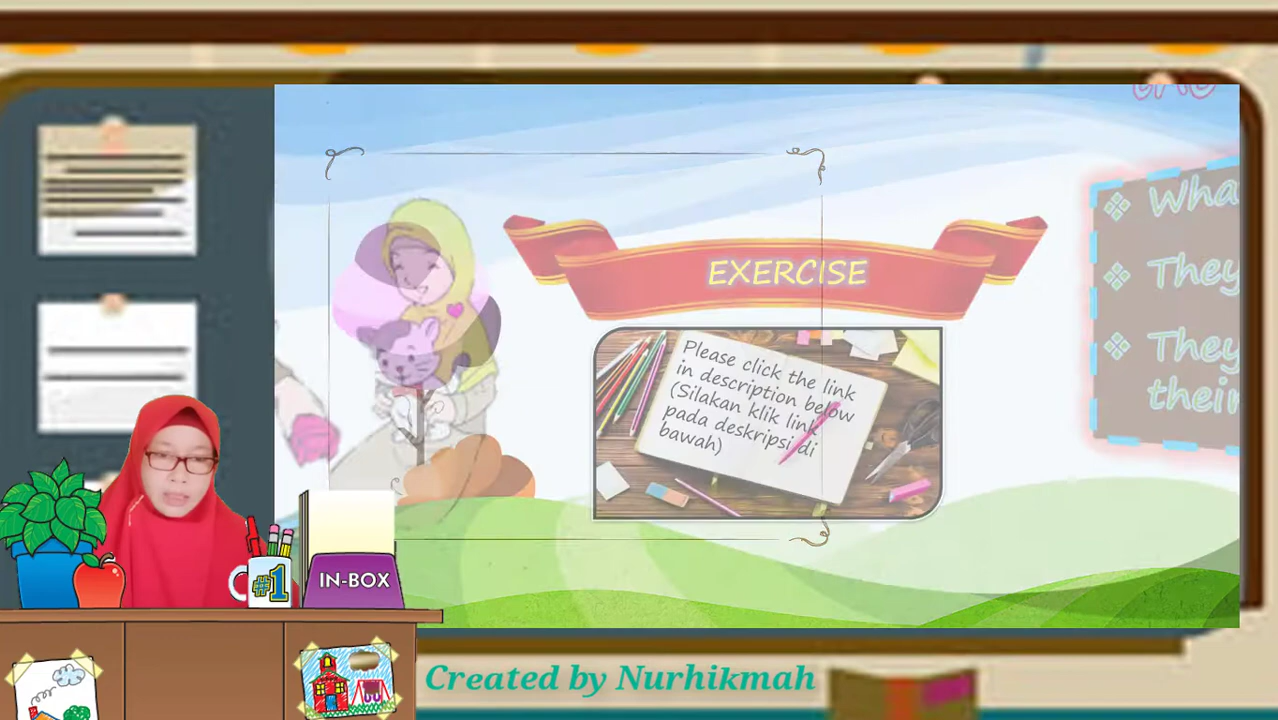 EXERCISE
Please click the link
in description below
(Silakan klik link
pada deskripsi di
bawah)
They
They
their
#1
IN-BOX
Created by Nurhikmah